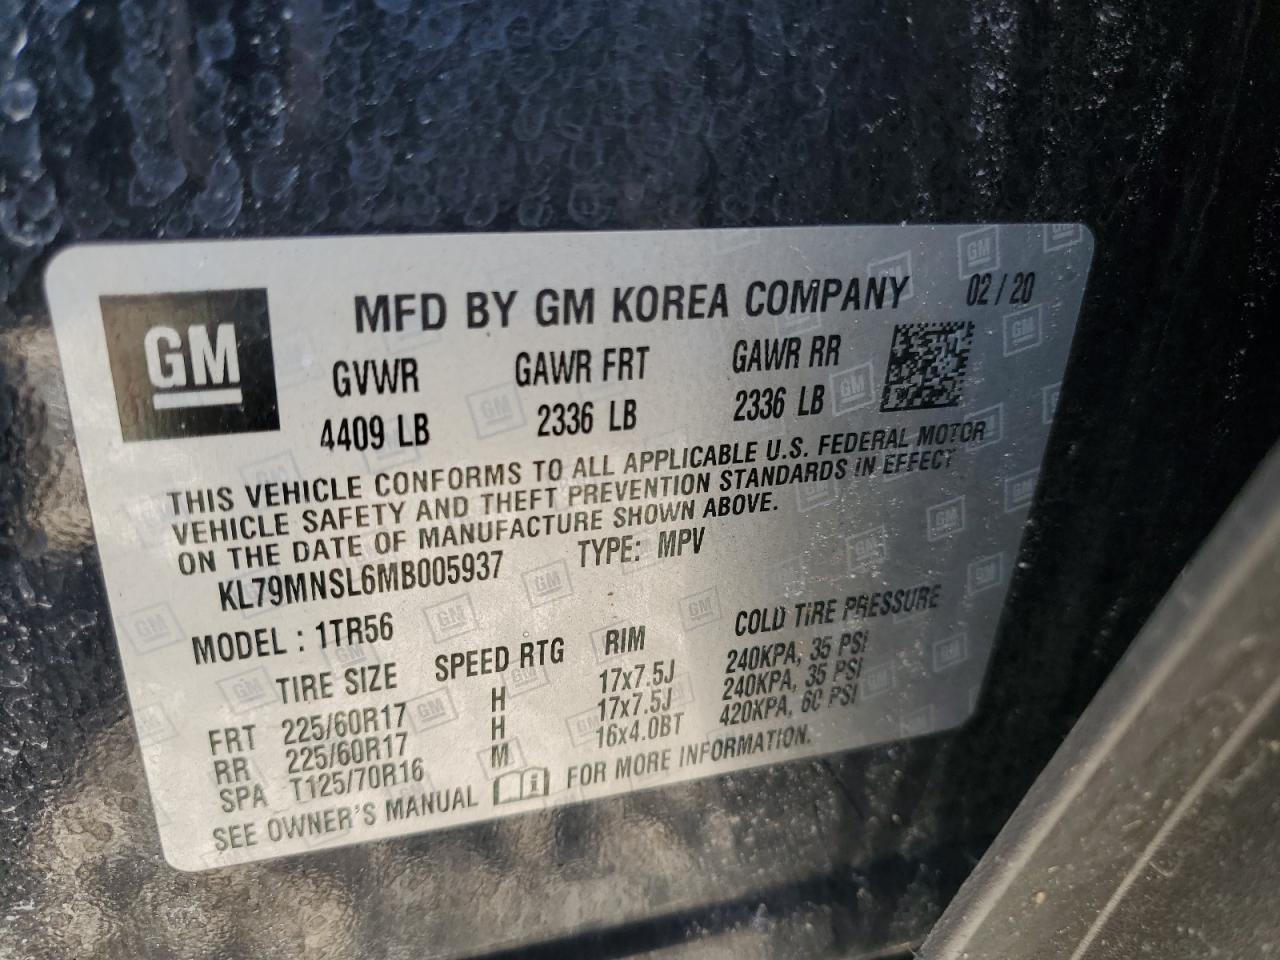 GM
MFD BY GM KOREA COMPANY 02/20
GVWR GAWR FRT GAWR RR
4409 LB 2336 LB 2336 LB
THIS VEHICLE CONFORMS TO ALL APPLICABLE U.S. FEDERAL MOTOR
VEHICLE SAFETY AND THEFT PREVENTION STANDARDS IN EFFECT
ON THE DATE OF MANUFACTURE SHOWN ABOVE.
KL79MNSL6MB005937 TYPE: MPV
MODEL : 1TR56
TIRE SIZE SPEED RTG RIM COLD TIRE PRESSURE
FRT 225/60R17 H 17x7.5J 240KPA, 35 PSI
RR 225/60R17 H 17x7.5J 240KPA, 35 PSI
SPA T125/70R16 M 16x4.0BT 420KPA, 60 PSI
SEE OWNER'S MANUAL i FOR MORE INFORMATION.